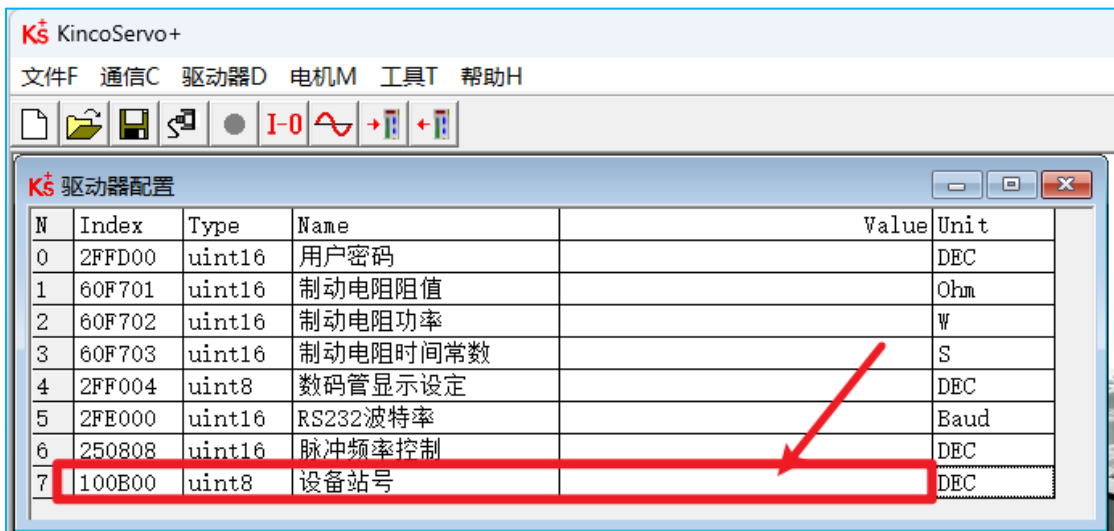 KS+ KincoServo+
文件F 通信C 驱动器D 电机M 工具T 帮助H
I-0
KS+ 驱动器配置
N Index Type Name Value Unit
0 2FFD00 uint16 用户密码 DEC
1 60F701 uint16 制动电阻阻值 Ohm
2 60F702 uint16 制动电阻功率 W
3 60F703 uint16 制动电阻时间常数 S
4 2FF004 uint8 数码管显示设定 DEC
5 2FE000 uint16 RS232波特率 Baud
6 250808 uint16 脉冲频率控制 DEC
7 100B00 uint8 设备站号 DEC